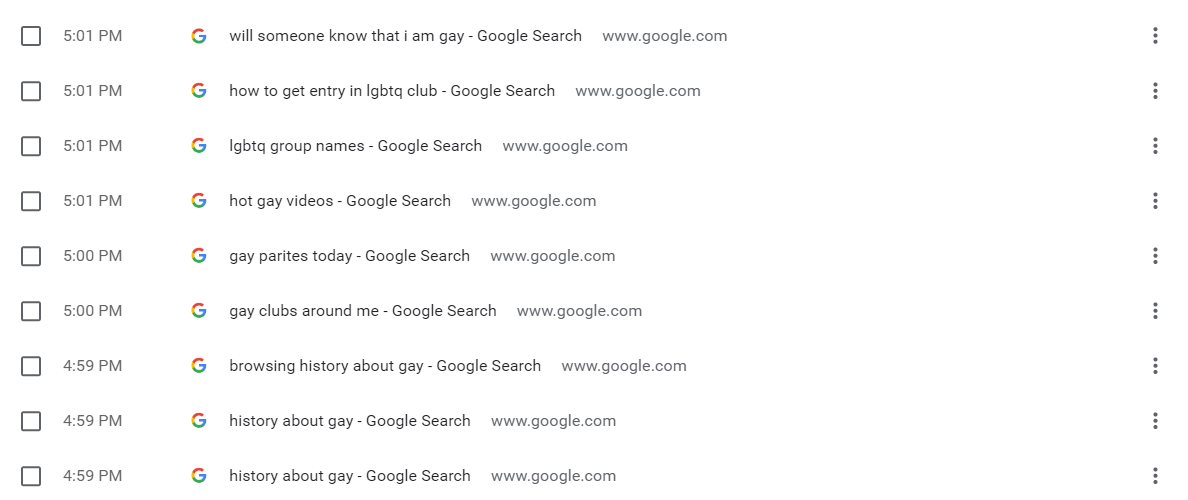 5:01 PM will someone know that i am gay - Google Search www.google.com
5:01 PM how to get entry in lgbtq club - Google Search www.google.com
5:01 PM lgbtq group names - Google Search www.google.com
5:01 PM hot gay videos - Google Search www.google.com
5:00 PM gay parites today - Google Search www.google.com
5:00 PM gay clubs around me - Google Search www.google.com
4:59 PM browsing history about gay - Google Search www.google.com
4:59 PM history about gay - Google Search www.google.com
4:59 PM history about gay - Google Search www.google.com